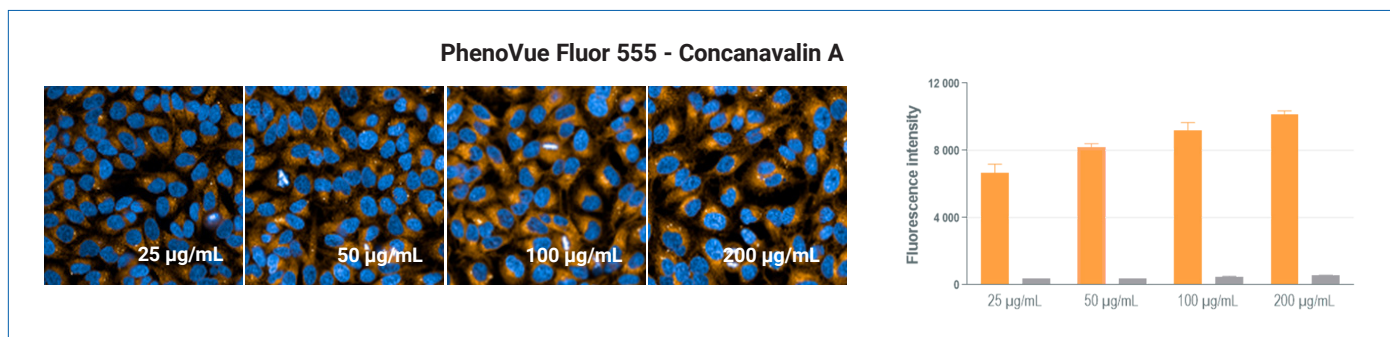 PhenoVue Fluor 555 - Concanavalin A
25 µg/mL
50 µg/mL
100 µg/mL
200 µg/mL
Fluorescence intensity
12 000
8 000
4 000
0
25 µg/mL
50 µg/mL
100 µg/mL
200 µg/mL